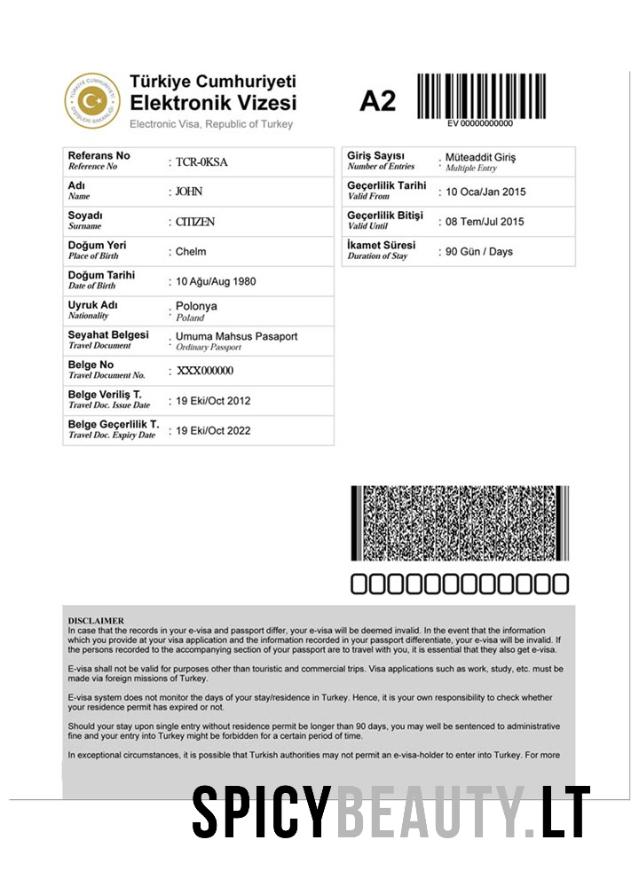 Türkiye Cumhuriyeti
Elektronik Vizesi
Electronic Visa, Republic of Turkey
A2
EV 00000000000
Referans No
Reference No
: TCR-0KSA
Adı
Name
: JOHN
Soyadı
Surname
: CITIZEN
Doğum Yeri
Place of Birth
: Chelm
Doğum Tarihi
Date of Birth
: 10 Ağu/Aug 1980
Uyruk Adı
Nationality
: Polonya
Poland
Seyahat Belgesi
Travel Document
: Umuma Mahsus Pasaport
Ordinary Passport
Belge No
Travel Document No.
: XXX000000
Belge Veriliş T.
Travel Doc. Issue Date
: 19 Eki/Oct 2012
Belge Geçerlilik T.
Travel Doc. Expiry Date
: 19 Eki/Oct 2022
Giriş Sayısı
Number of Entries
: Müteaddit Giriş
Multiple Entry
Geçerlilik Tarihi
Valid From
: 10 Oca/Jan 2015
Geçerlilik Bitişi
Valid Until
: 08 Tem/Jul 2015
İkamet Süresi
Duration of Stay
: 90 Gün / Days
000000000000
DISCLAIMER
In case that the records in your e-visa and passport differ, your e-visa will be deemed invalid. In the event that the information
which you provide at your visa application and the information recorded in your passport differentiate, your e-visa will be invalid. If
the persons recorded to the accompanying section of your passport are to travel with you, it is essential that they also get e-visa.
E-visa shall not be valid for purposes other than touristic and commercial trips. Visa applications such as work, study, etc. must be
made via foreign missions of Turkey.
E-visa system does not monitor the days of your stay/residence in Turkey. Hence, it is your own responsibility to check whether
your residence permit has expired or not.
Should your stay upon single entry without residence permit be longer than 90 days, you may well be sentenced to administrative
fine and your entry into Turkey might be forbidden for a certain period of time.
In exceptional circumstances, it is possible that Turkish authorities may not permit an e-visa-holder to enter into Turkey. For more
SPICYBEAUTY.LT